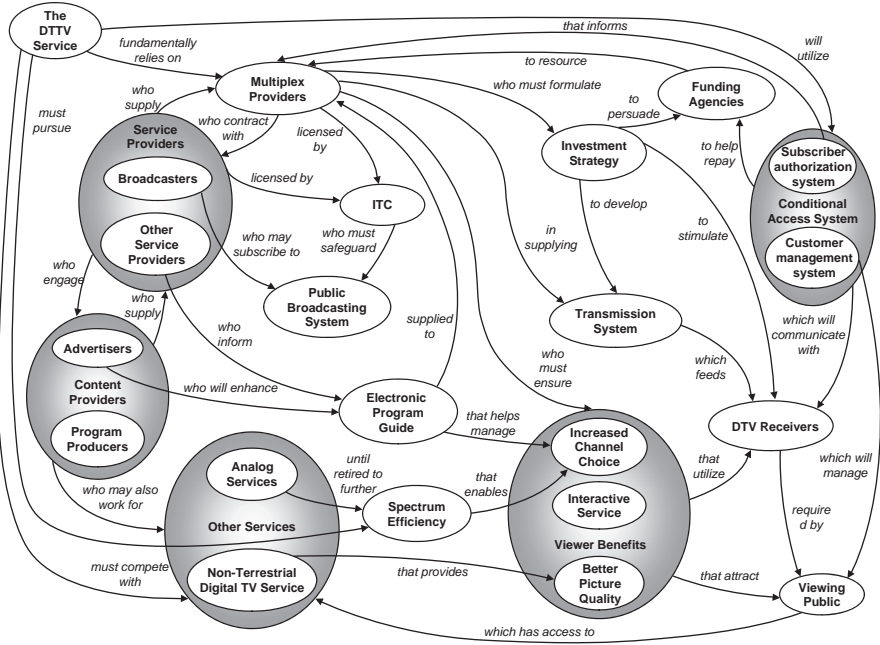 The
DTTV
Service
that informs
will
utilize
fundamentally
relies on
to resource
Multiplex
Providers
who must formulate
Funding
Agencies
must
pursue
who
supply
who contract
with
licensed
by
to
persuade
Service
Providers
Investment
Strategy
to help
repay
Subscriber
authorization
system
Broadcasters
licensed by
ITC
to develop
Conditional
Access System
Other
Service
Providers
who may
subscribe to
who must
safeguard
in
supplying
to
stimulate
Customer
management
system
who
engage
who
supply
Public
Broadcasting
System
Transmission
System
supplied
to
which will
communicate
with
who
inform
Advertisers
who will enhance
who
must
ensure
which
feeds
Content
Providers
Electronic
Program
Guide
that helps
manage
Increased
Channel
Choice
DTV Receivers
Program
Producers
Analog
Services
until
retired to
further
that
enables
that
utilize
which will
manage
who may also
work for
Other Services
Spectrum
Efficiency
Interactive
Service
require
d by
Viewer Benefits
must compete
with
Non-Terrestrial
Digital TV Service
that provides
Better
Picture
Quality
that attract
Viewing
Public
which has access to